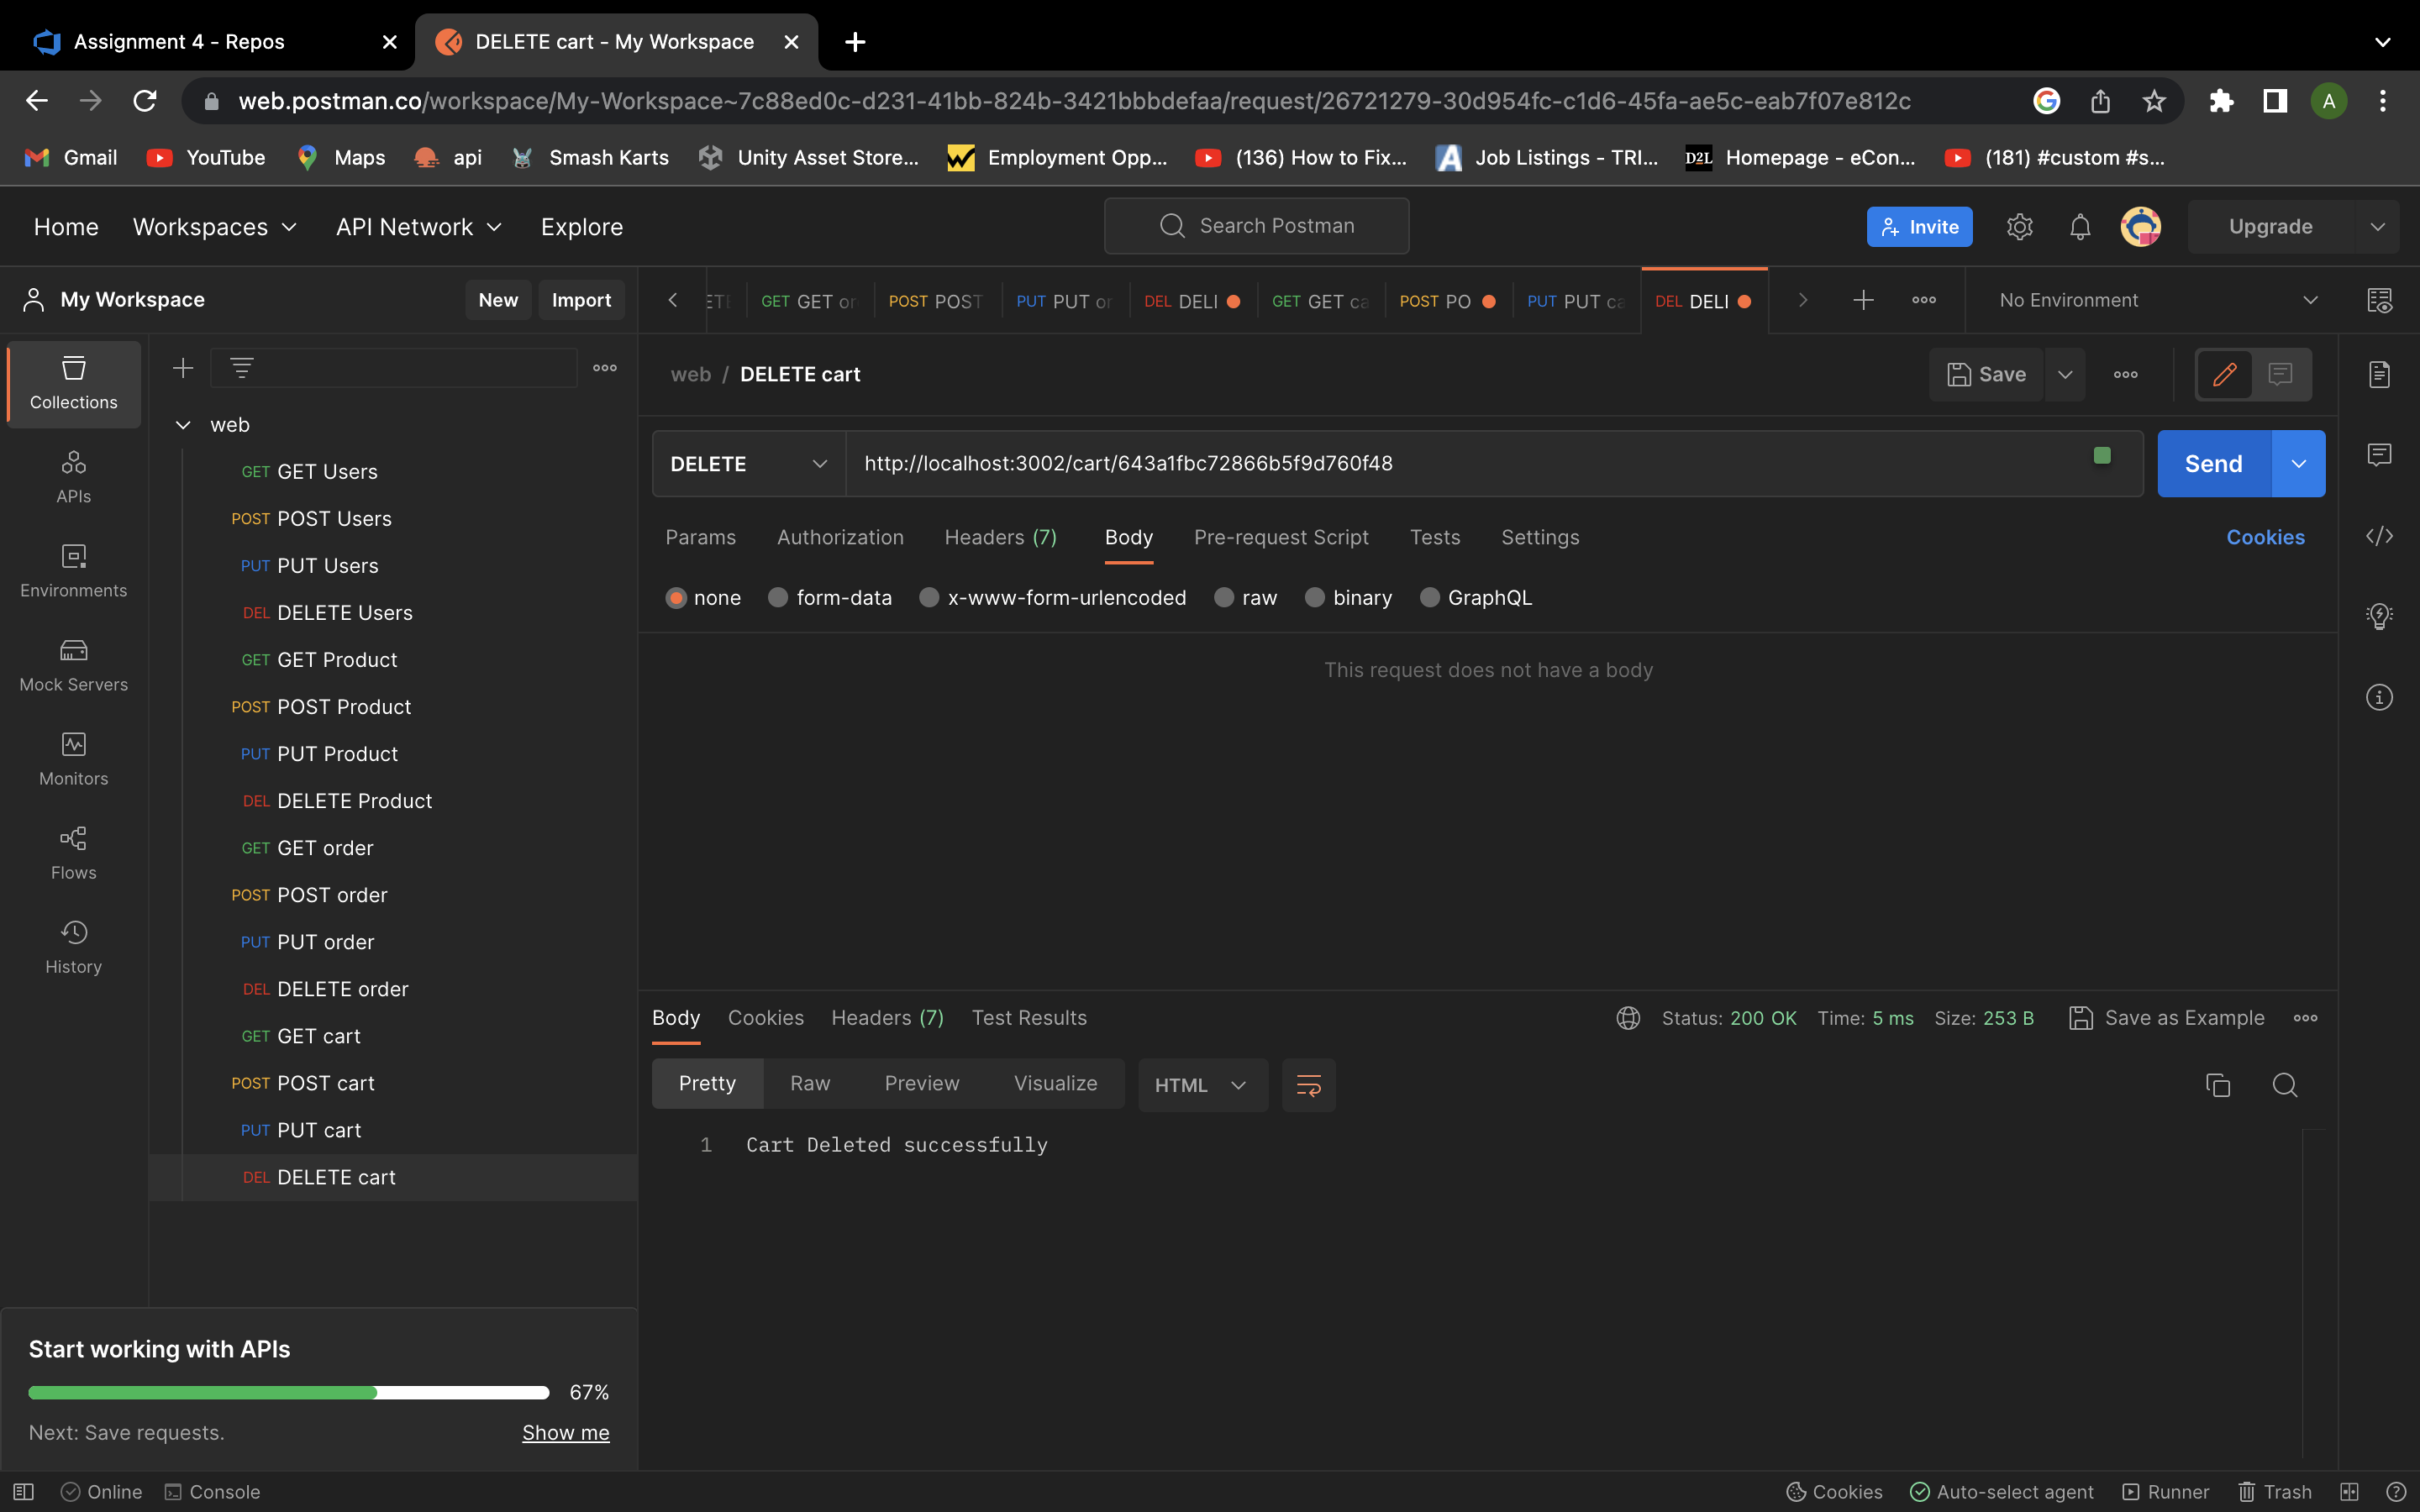 Assignment 4 - Repos
DELETE cart - My Workspace
web.postman.co/workspace/My-Workspace~7c88ed0c-d231-41bb-824b-3421bbbdefaa/request/26721279-30d954fc-c1d6-45fa-ae5c-eab7f07e812c
A
Gmail YouTube Maps api Smash Karts Unity Asset Store... Employment Opp... (136) How to Fix... Job Listings - TRI... D2L Homepage - eCon... (181) #custom #s...
Home Workspaces API Network Explore Search Postman Invite Upgrade
My Workspace New Import
GET GET or POST POST PUT PUT or DEL DELI GET GET ca POST PO PUT PUT ca DEL DELI No Environment
Collections
APIs
Environments
Mock Servers
Monitors
Flows
History
web
GET GET Users
POST POST Users
PUT PUT Users
DEL DELETE Users
GET GET Product
POST POST Product
PUT PUT Product
DEL DELETE Product
GET GET order
POST POST order
PUT PUT order
DEL DELETE order
GET GET cart
POST POST cart
PUT PUT cart
DEL DELETE cart
Start working with APIs
67%
Next: Save requests. Show me
web / DELETE cart Save
DELETE http://localhost:3002/cart/643a1fbc72866b5f9d760f48 Send
Params Authorization Headers (7) Body Pre-request Script Tests Settings Cookies
none form-data x-www-form-urlencoded raw binary GraphQL
This request does not have a body
Body Cookies Headers (7) Test Results Status: 200 OK Time: 5 ms Size: 253 B Save as Example
Pretty Raw Preview Visualize HTML
1 Cart Deleted successfully
Online Console Cookies Auto-select agent Runner Trash